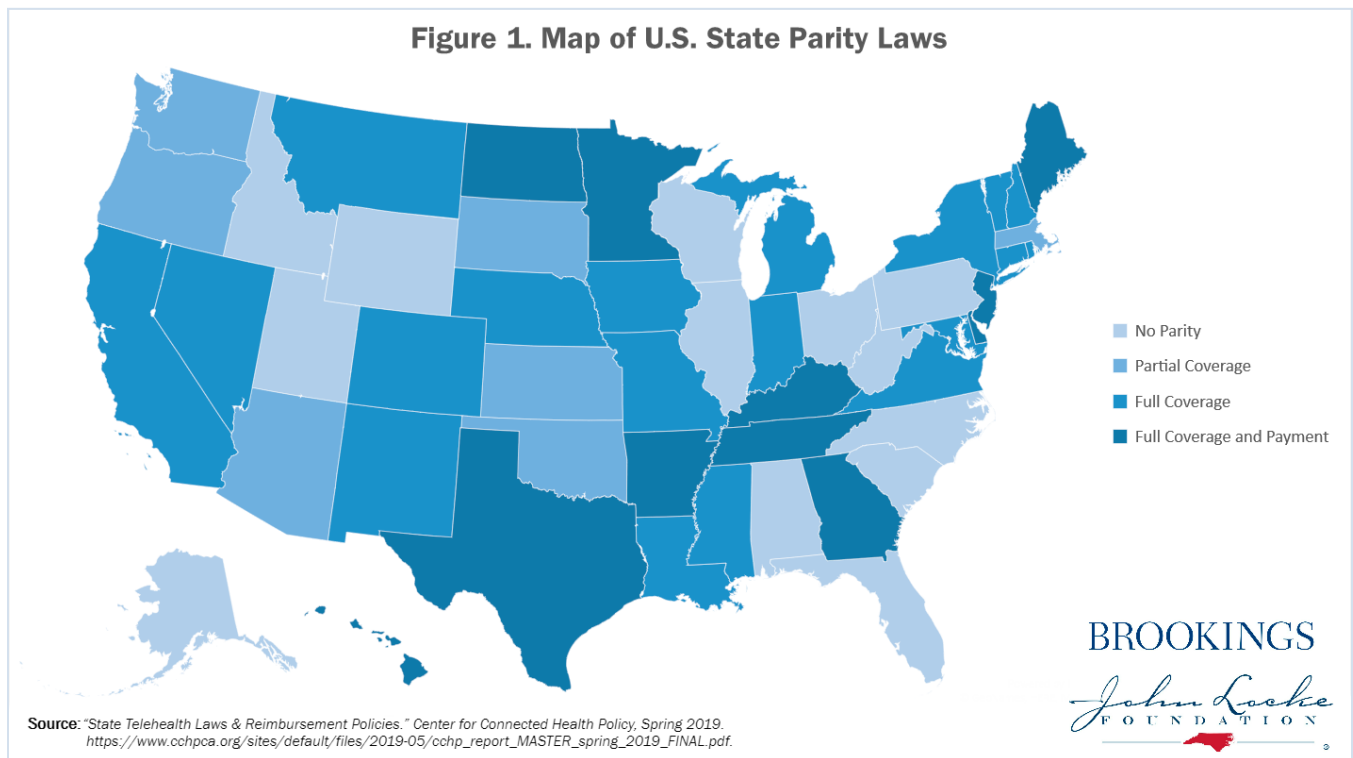 Figure 1. Map of U.S. State Parity Laws
No Parity
Partial Coverage
Full Coverage
Full Coverage and Payment
BROOKINGS
John Locke
FOUNDATION
Source: “State Telehealth Laws & Reimbursement Policies.” Center for Connected Health Policy, Spring 2019.
https://www.cchpca.org/sites/default/files/2019-05/cchp_report_MASTER_spring_2019_FINAL.pdf.